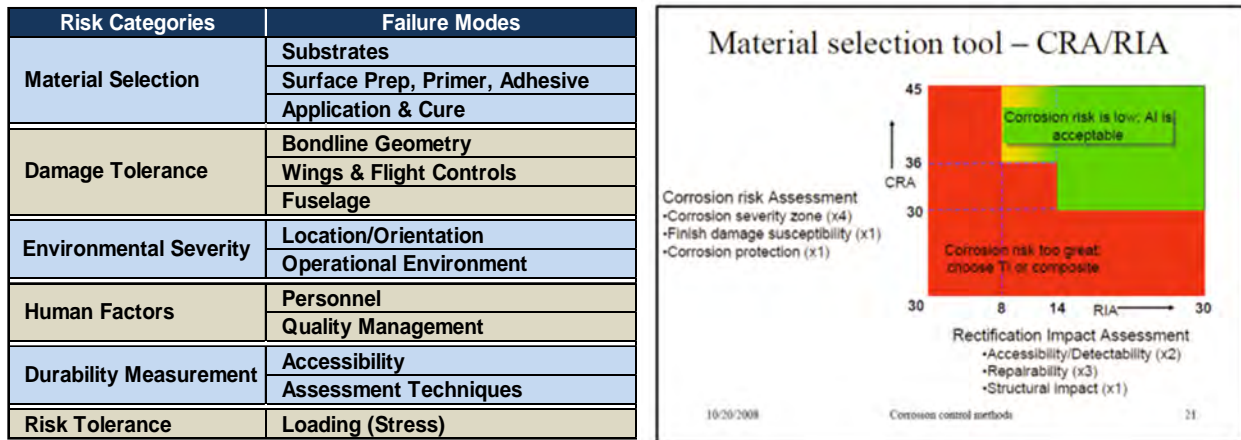 Risk Categories Failure Modes
Material Selection
Substrates
Surface Prep, Primer, Adhesive
Application & Cure
Damage Tolerance
Bondline Geometry
Wings & Flight Controls
Fuselage
Environmental Severity
Location/Orientation
Operational Environment
Human Factors
Personnel
Quality Management
Durability Measurement
Accessibility
Assessment Techniques
Risk Tolerance Loading (Stress)
Material selection tool – CRA/RIA
45
Corrosion risk is low: Al is
acceptable
36
CRA
30
Corrosion risk Assessment
•Corrosion severity zone (x4)
•Finish damage susceptibility (x1)
•Corrosion protection (x1)
Corrosion risk too great:
choose Ti or composite
30 8 14 RIA 30
Rectification Impact Assessment
•Accessibility/Detectability (x2)
•Repairability (x3)
•Structural Impact (x1)
10/20/2008 Corrosion control methods 21